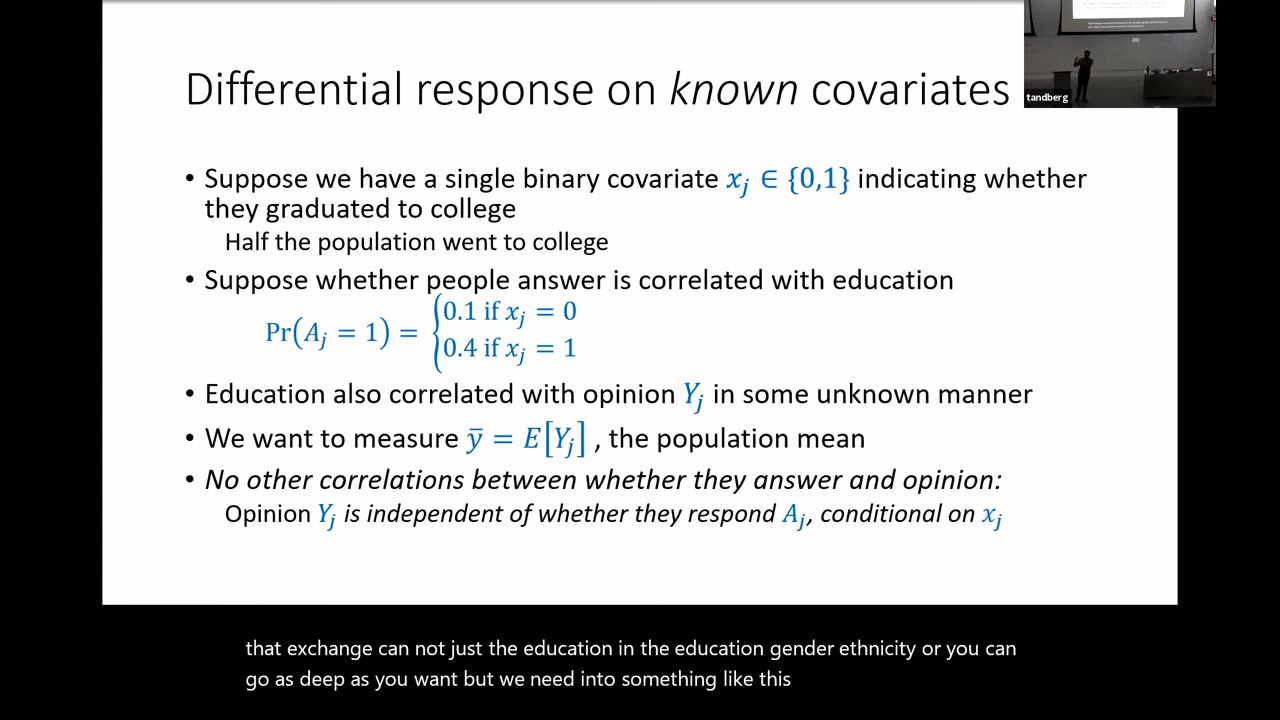 Differential response on known covariates
tandberg
• Suppose we have a single binary covariate xⱼ ∈ {0,1} indicating whether
they graduated to college
Half the population went to college
• Suppose whether people answer is correlated with education
Pr(Aⱼ = 1) = {0.1 if xⱼ = 0
0.4 if xⱼ = 1
• Education also correlated with opinion Yⱼ in some unknown manner
• We want to measure ȳ = E[Yⱼ] , the population mean
• No other correlations between whether they answer and opinion:
Opinion Yⱼ is independent of whether they respond Aⱼ, conditional on xⱼ
that exchange can not just the education in the education gender ethnicity or you can
go as deep as you want but we need into something like this